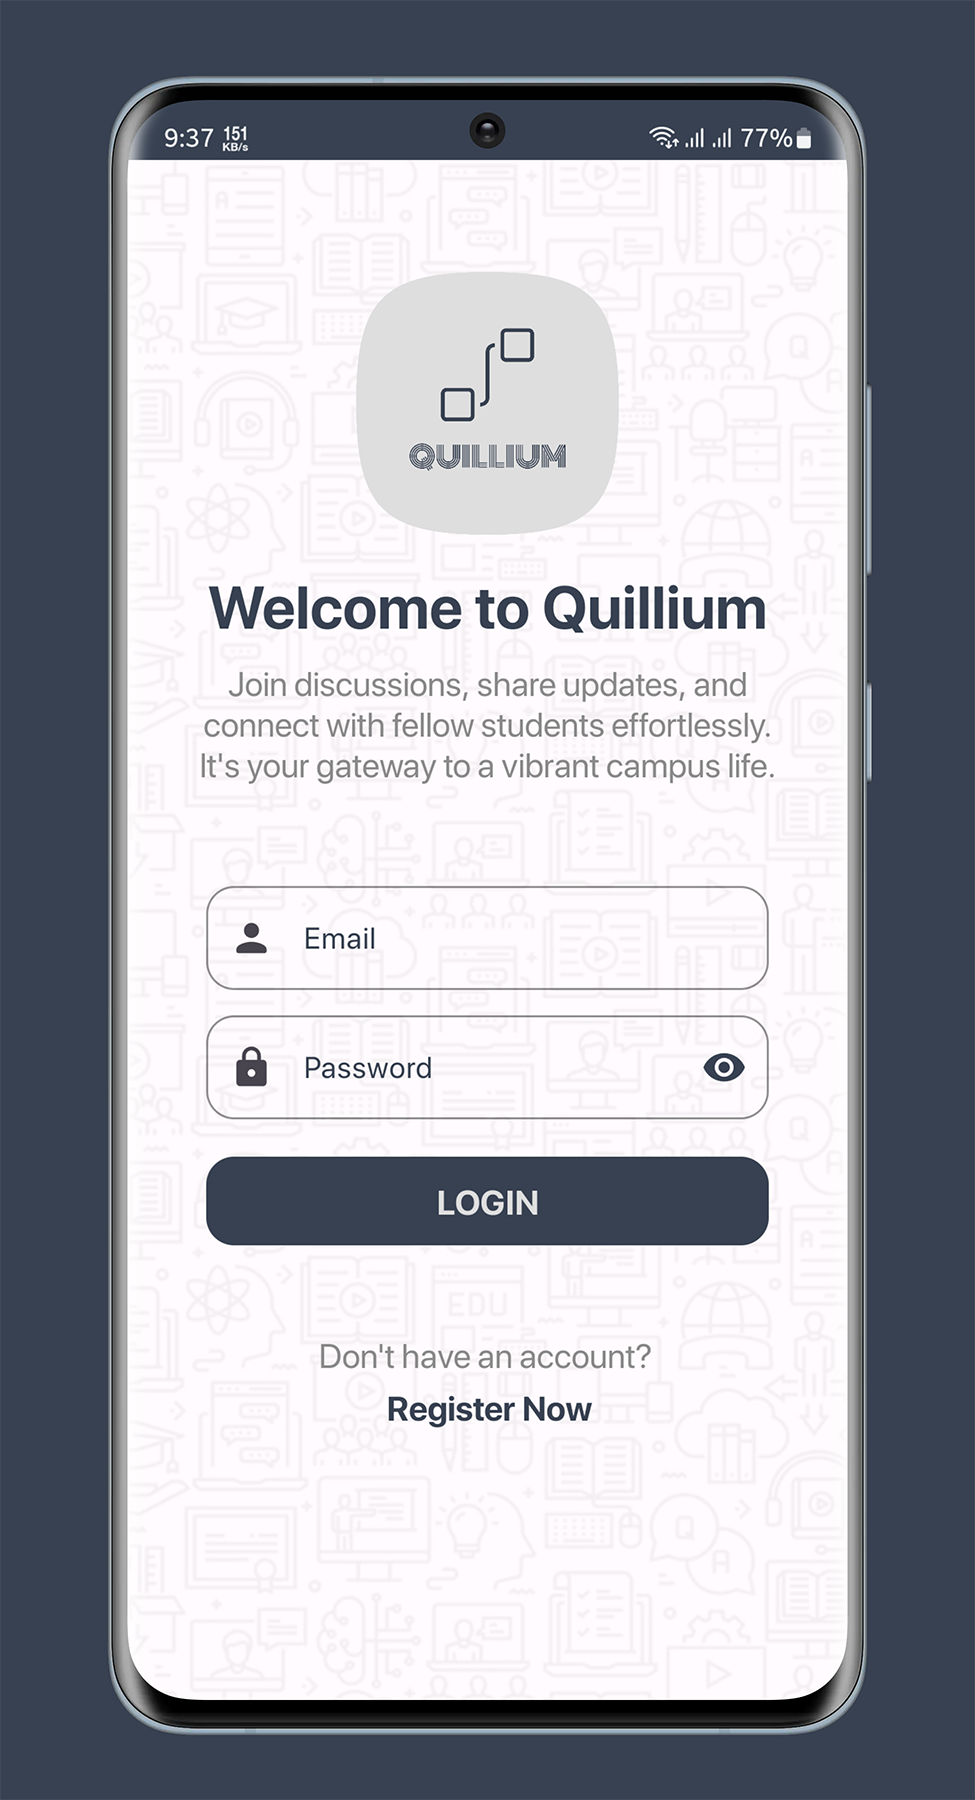 9:37 151 KB/s 77%
QUILLIUM
Welcome to Quillium
Join discussions, share updates, and
connect with fellow students effortlessly.
It's your gateway to a vibrant campus life.
Email
Password
LOGIN
EDU
Don't have an account?
Register Now
Q
A